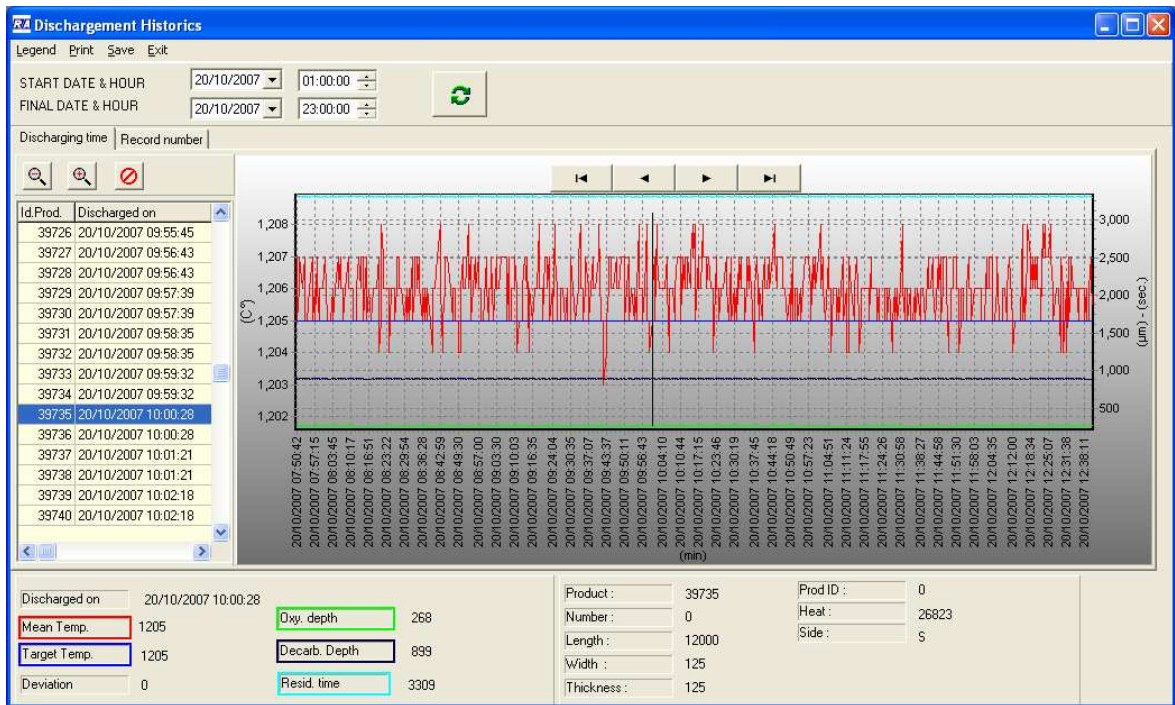 RA Dischargement Historics
Legend Print Save Exit
START DATE & HOUR 20/10/2007 01:00:00
FINAL DATE & HOUR 20/10/2007 23:00:00
Discharging time Record number
Id.Prod. Discharged on
39726 20/10/2007 09:55:45
39727 20/10/2007 09:56:43
39728 20/10/2007 09:56:43
39729 20/10/2007 09:57:39
39730 20/10/2007 09:57:39
39731 20/10/2007 09:58:35
39732 20/10/2007 09:58:35
39733 20/10/2007 09:59:32
39734 20/10/2007 09:59:32
39735 20/10/2007 10:00:28
39736 20/10/2007 10:00:28
39737 20/10/2007 10:01:21
39738 20/10/2007 10:01:21
39739 20/10/2007 10:02:18
39740 20/10/2007 10:02:18
(C°)
1,208
1,207
1,206
1,205
1,204
1,203
1,202
3,000
2,500
2,000
1,500
1,000
500
(µm) - (sec.)
20/10/2007 07:50:42
20/10/2007 07:57:15
20/10/2007 08:03:45
20/10/2007 08:10:17
20/10/2007 08:16:51
20/10/2007 08:23:22
20/10/2007 08:29:54
20/10/2007 08:36:28
20/10/2007 08:42:59
20/10/2007 08:49:30
20/10/2007 08:57:00
20/10/2007 09:03:30
20/10/2007 09:10:03
20/10/2007 09:16:35
20/10/2007 09:24:04
20/10/2007 09:30:35
20/10/2007 09:37:07
20/10/2007 09:43:37
20/10/2007 09:50:11
20/10/2007 09:56:43
20/10/2007 10:04:10
20/10/2007 10:10:44
20/10/2007 10:17:15
20/10/2007 10:23:46
20/10/2007 10:30:19
20/10/2007 10:37:45
20/10/2007 10:44:18
20/10/2007 10:50:49
20/10/2007 10:57:23
20/10/2007 11:04:51
20/10/2007 11:11:24
20/10/2007 11:17:55
20/10/2007 11:24:26
20/10/2007 11:30:58
20/10/2007 11:38:27
20/10/2007 11:44:58
20/10/2007 11:51:30
20/10/2007 11:58:03
20/10/2007 12:04:35
20/10/2007 12:12:00
20/10/2007 12:18:34
20/10/2007 12:25:07
20/10/2007 12:31:38
20/10/2007 12:38:11
(min)
Discharged on 20/10/2007 10:00:28
Mean Temp. 1205
Target Temp. 1205
Deviation 0
Oxy. depth 268
Decarb. Depth 899
Resid. time 3309
Product : 39735
Number : 0
Length : 12000
Width : 125
Thickness : 125
Prod ID : 0
Heat : 26823
Side : S